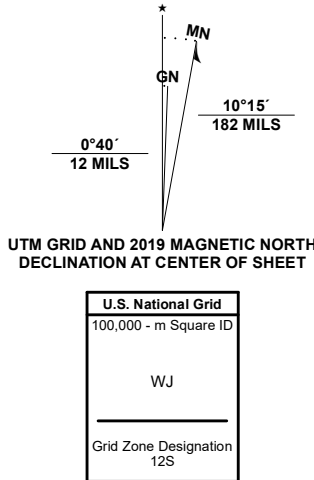 ★
MN
GN
0°40´
12 MILS
10°15´
182 MILS
UTM GRID AND 2019 MAGNETIC NORTH
DECLINATION AT CENTER OF SHEET
U.S. National Grid
100,000 - m Square ID
WJ
Grid Zone Designation
12S